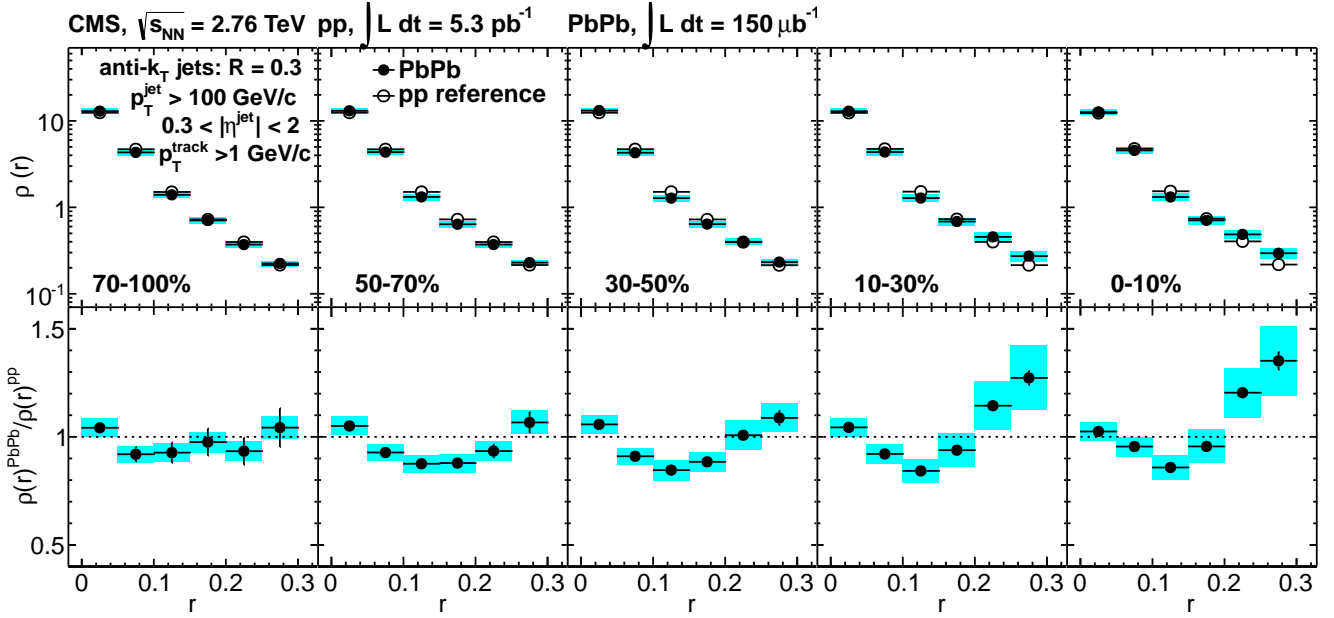 CMS, √s_NN = 2.76 TeV pp, ∫ L dt = 5.3 pb⁻¹ PbPb, ∫ L dt = 150 μb⁻¹
anti-k_T jets: R = 0.3
p_T^jet > 100 GeV/c
0.3 < |η^jet| < 2
p_T^track >1 GeV/c
PbPb
pp reference
ρ (r)
10
1
10⁻¹
70-100%
50-70%
30-50%
10-30%
0-10%
ρ(r)^PbPb/ρ(r)^pp
1.5
1
0.5
0 0.1 0.2 0.3
0 0.1 0.2 0.3
0 0.1 0.2 0.3
0 0.1 0.2 0.3
0 0.1 0.2 0.3
r
r
r
r
r